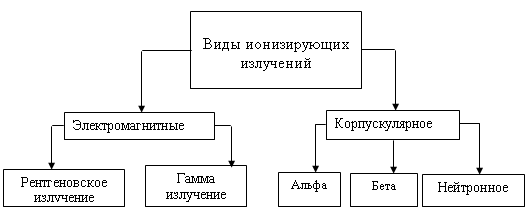 Виды ионизирующих
излучений
Электромагнитные
Корпускулярное
Рентгеновское
излучение
Гамма
излучение
Альфа
Бета
Нейтронное